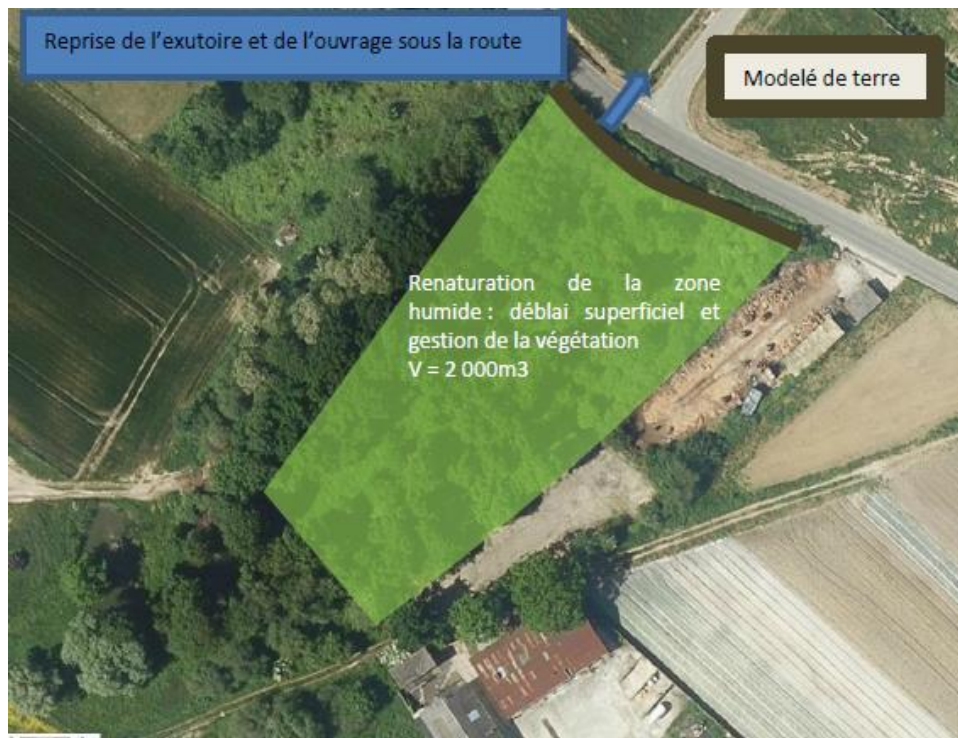 Reprise de l'exutoire et de l'ouvrage sous la route
Modelé de terre
Renaturation de la zone
humide : déblai superficiel et
gestion de la végétation
V = 2 000m3